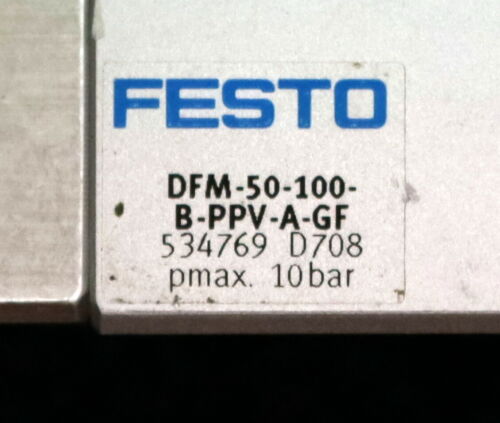 FESTO
DFM-50-100-
B-PPV-A-GF
534769 D708
pmax. 10bar